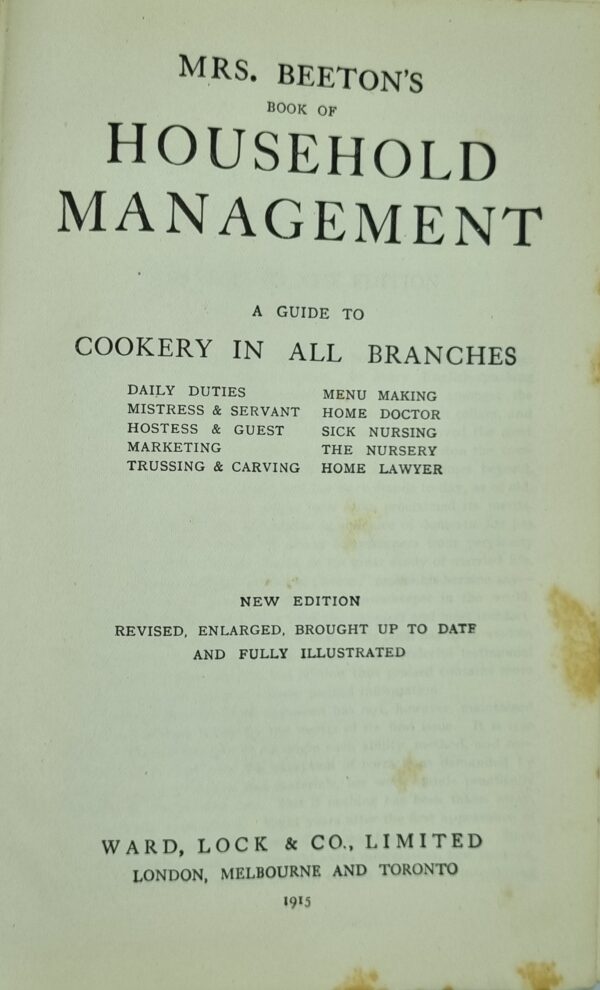 MRS. BEETON'S
BOOK OF
HOUSEHOLD
MANAGEMENT
A GUIDE TO
COOKERY IN ALL BRANCHES
DAILY DUTIES
MISTRESS & SERVANT
HOSTESS & GUEST
MARKETING
TRUSSING & CARVING
MENU MAKING
HOME DOCTOR
SICK NURSING
THE NURSERY
HOME LAWYER
NEW EDITION
REVISED, ENLARGED, BROUGHT UP TO DATE
AND FULLY ILLUSTRATED
WARD, LOCK & CO., LIMITED
LONDON, MELBOURNE AND TORONTO
1915